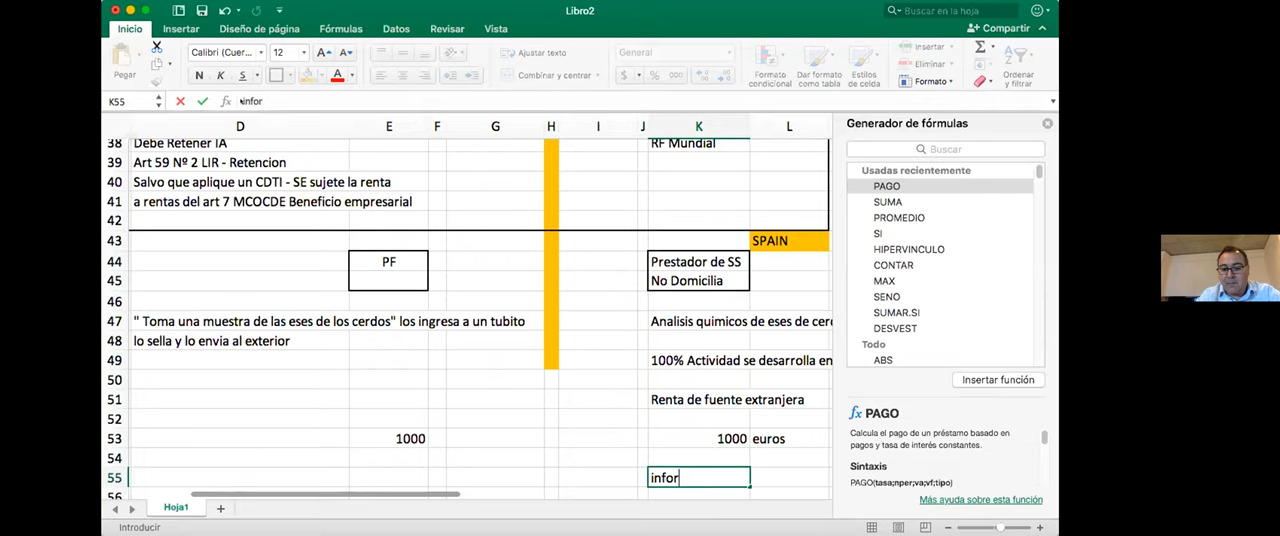 Libro2
Buscar en la hoja
Inicio Insertar Diseño de página Fórmulas Datos Revisar Vista
Compartir
Pegar
Calibri (Cuer... 12
N K S
A
Ajustar texto
Combinar y centrar
General
$ % 000
Formato condicional
Dar formato como tabla
Estilos de celda
Insertar
Eliminar
Formato
Ordenar y filtrar
K55 fx infor
D E F G H I J K L
38 Debe Retener IA RF Mundial
39 Art 59 Nº 2 LIR - Retencion
40 Salvo que aplique un CDTI - SE sujete la renta
41 a rentas del art 7 MCOCDE Beneficio empresarial
42
43 SPAIN
44 PF Prestador de SS
45 No Domicilia
46
47 " Toma una muestra de las eses de los cerdos" los ingresa a un tubito Analisis quimicos de eses de cerd
48 lo sella y lo envia al exterior
49 100% Actividad se desarrolla en
50
51 Renta de fuente extranjera
52
53 1000 1000 euros
54
55 infor
56
Hoja1
Introducir
Generador de fórmulas
Buscar
Usadas recientemente
PAGO
SUMA
PROMEDIO
SI
HIPERVINCULO
CONTAR
MAX
SENO
SUMAR.SI
DESVEST
Todo
ABS
Insertar función
fx PAGO
Calcula el pago de un préstamo basado en
pagos y tasa de interés constantes.
Sintaxis
PAGO(tasa;nper;va;vf;tipo)
Más ayuda sobre esta función